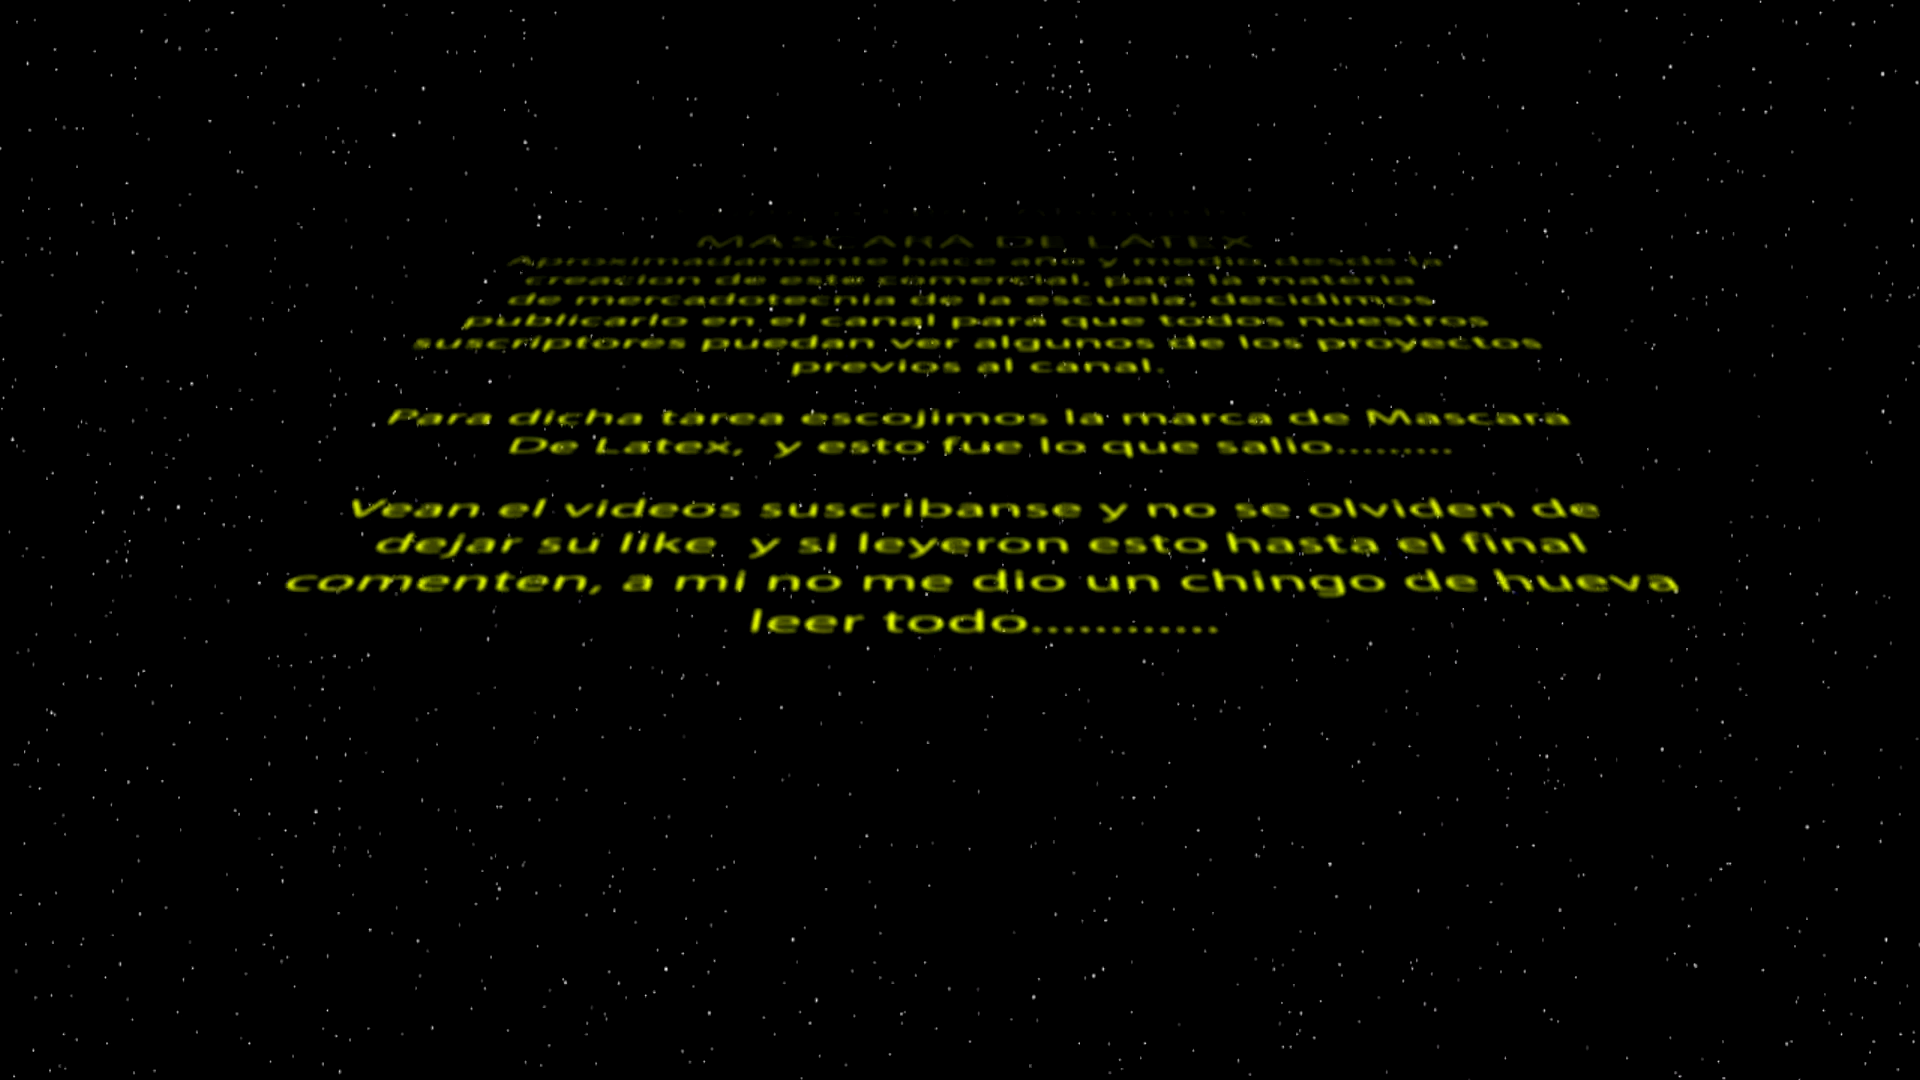 MASCARA DE LATEX
Aproximadamente hace año y medio desde la
creacion de este comercial. para la materia
de mercadotecnia de la escuela, decidimos
publicarlo en el canal para que todos nuestros
suscriptores puedan ver algunos de los proyectos
previos al canal.
Para dicha tarea escojimos la marca de Mascara
De Latex,  y esto fue lo que salio.........
Vean el videos suscribanse y no se olviden de
dejar su like  y si leyeron esto hasta el final
comenten, a mi no me dio un chingo de hueva
leer todo............